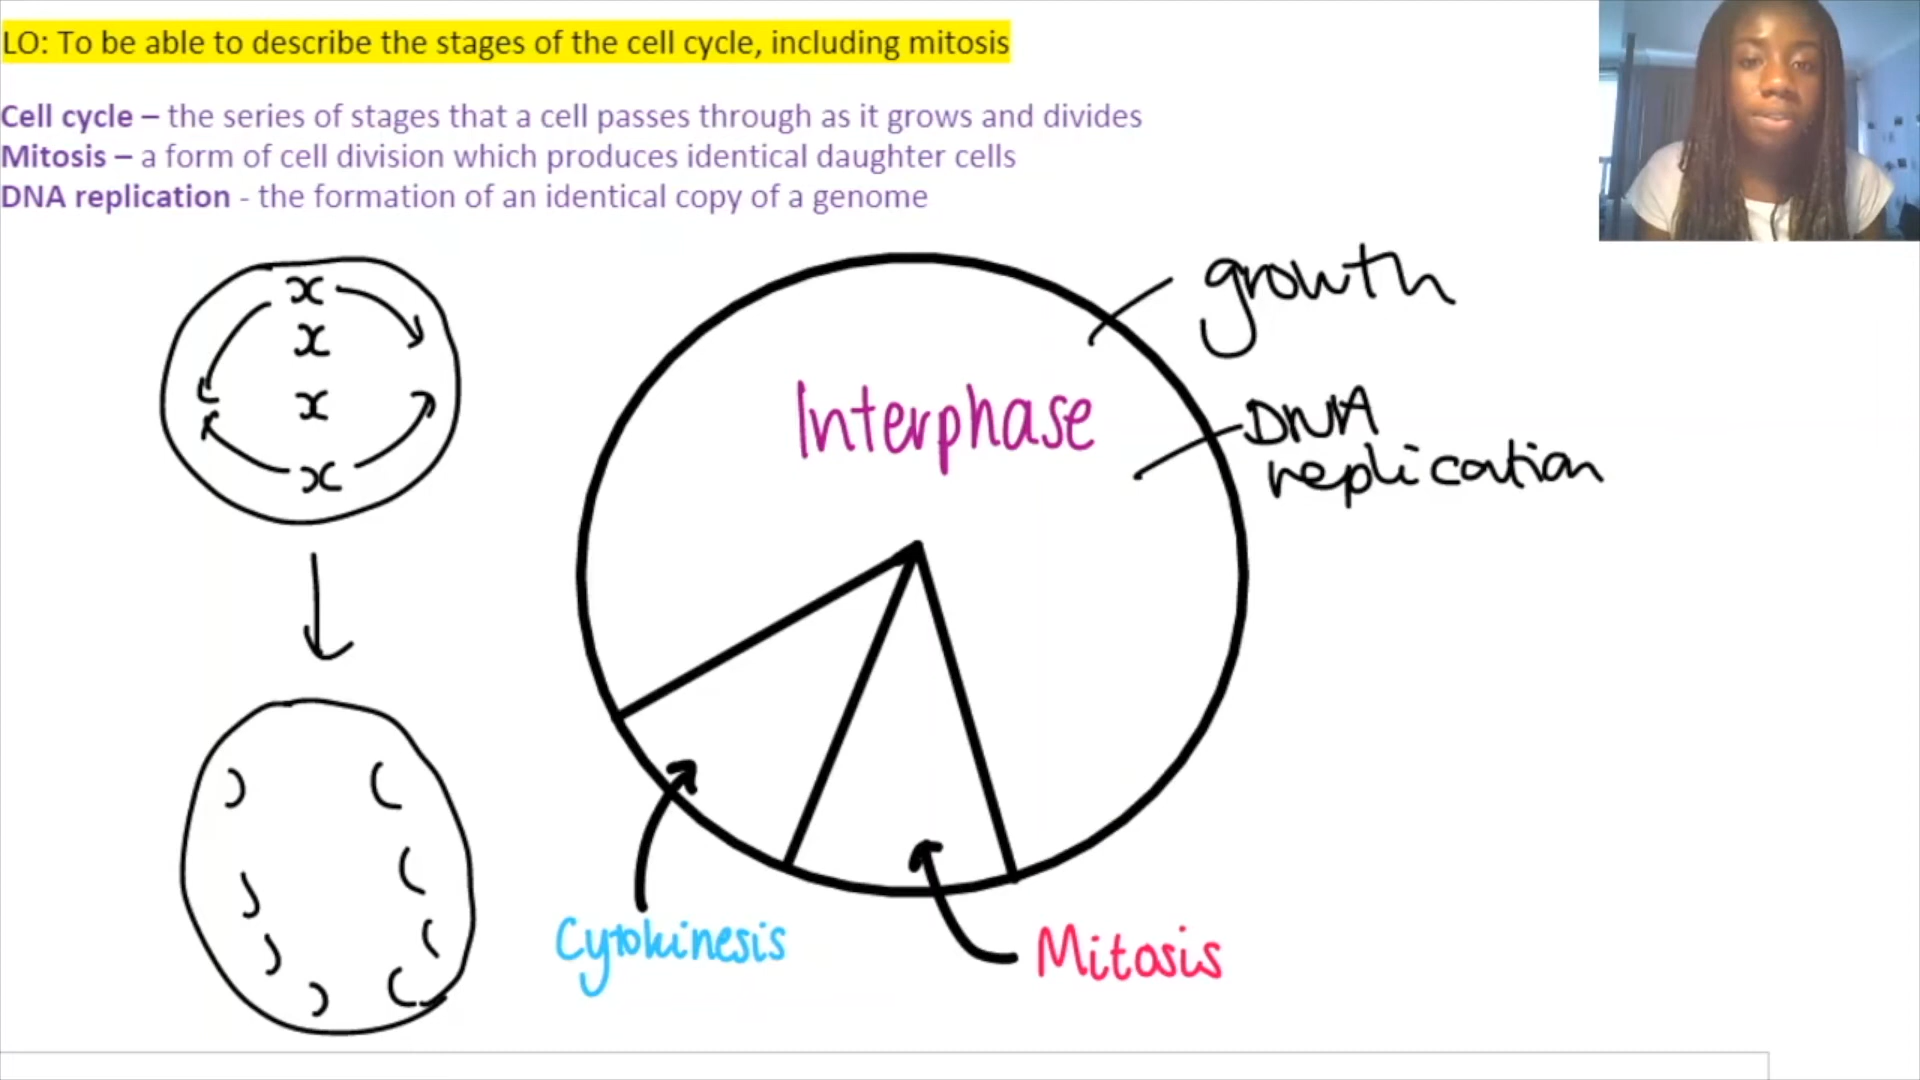 LO: To be able to describe the stages of the cell cycle, including mitosis
Cell cycle – the series of stages that a cell passes through as it grows and divides
Mitosis – a form of cell division which produces identical daughter cells
DNA replication - the formation of an identical copy of a genome
growth
Interphase
DNA
replication
Cytokinesis
Mitosis